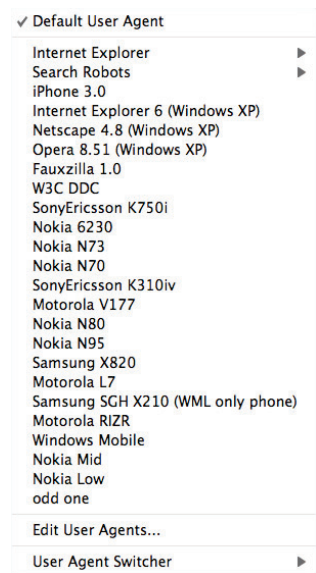 Default User Agent
Internet Explorer
Search Robots
iPhone 3.0
Internet Explorer 6 (Windows XP)
Netscape 4.8 (Windows XP)
Opera 8.51 (Windows XP)
Fauxzilla 1.0
W3C DDC
SonyEricsson K750i
Nokia 6230
Nokia N73
Nokia N70
SonyEricsson K310iv
Motorola V177
Nokia N80
Nokia N95
Samsung X820
Motorola L7
Samsung SGH X210 (WML only phone)
Motorola RIZR
Windows Mobile
Nokia Mid
Nokia Low
odd one
Edit User Agents...
User Agent Switcher